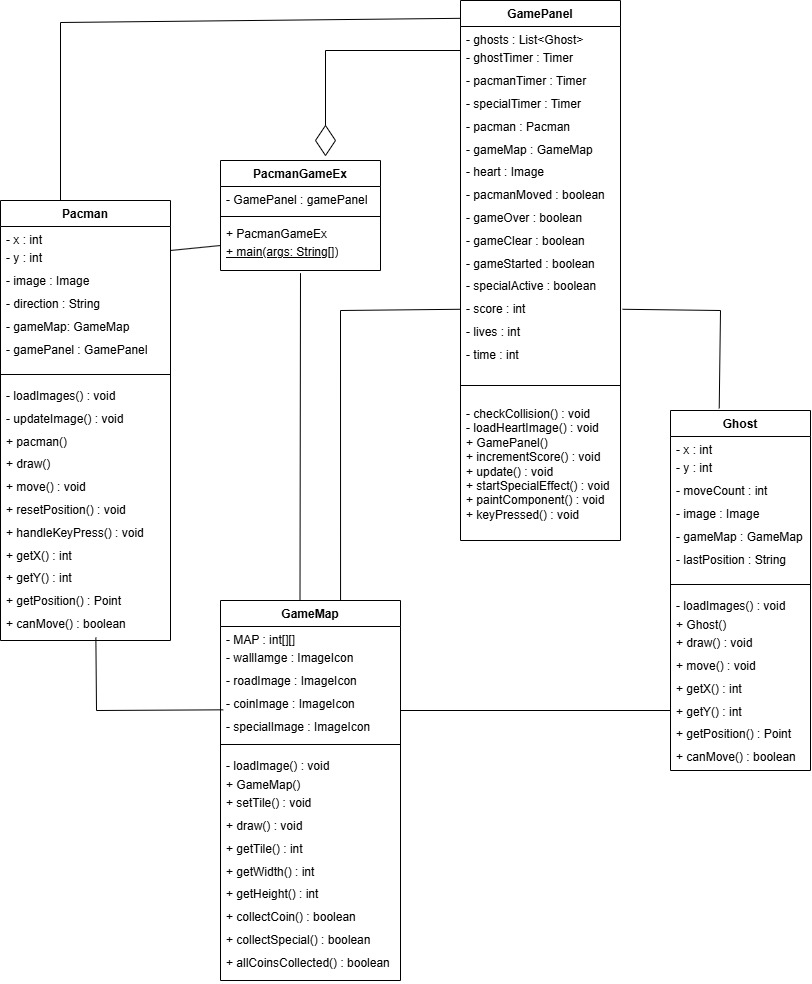 GamePanel
- ghosts : List<Ghost>
- ghostTimer : Timer
- pacmanTimer : Timer
- specialTimer : Timer
- pacman : Pacman
- gameMap : GameMap
- heart : Image
- pacmanMoved : boolean
- gameOver : boolean
- gameClear : boolean
- gameStarted : boolean
- specialActive : boolean
- score : int
- lives : int
- time : int
- checkCollision() : void
- loadHeartImage() : void
+ GamePanel()
+ incrementScore() : void
+ update() : void
+ startSpecialEffect() : void
+ paintComponent() : void
+ keyPressed() : void
PacmanGameEx
- GamePanel : gamePanel
+ PacmanGameEx
+ main(args: String[])
Pacman
- x : int
- y : int
- image : Image
- direction : String
- gameMap: GameMap
- gamePanel : GamePanel
- loadImages() : void
- updateImage() : void
+ pacman()
+ draw()
+ move() : void
+ resetPosition() : void
+ handleKeyPress() : void
+ getX() : int
+ getY() : int
+ getPosition() : Point
+ canMove() : boolean
Ghost
- x : int
- y : int
- moveCount : int
- image : Image
- gameMap : GameMap
- lastPosition : String
- loadImages() : void
+ Ghost()
+ draw() : void
+ move() : void
+ getX() : int
+ getY() : int
+ getPosition() : Point
+ canMove() : boolean
GameMap
- MAP : int[][]
- wallIamge : ImageIcon
- roadImage : ImageIcon
- coinImage : ImageIcon
- specialImage : ImageIcon
- loadImage() : void
+ GameMap()
+ setTile() : void
+ draw() : void
+ getTile() : int
+ getWidth() : int
+ getHeight() : int
+ collectCoin() : boolean
+ collectSpecial() : boolean
+ allCoinsCollected() : boolean